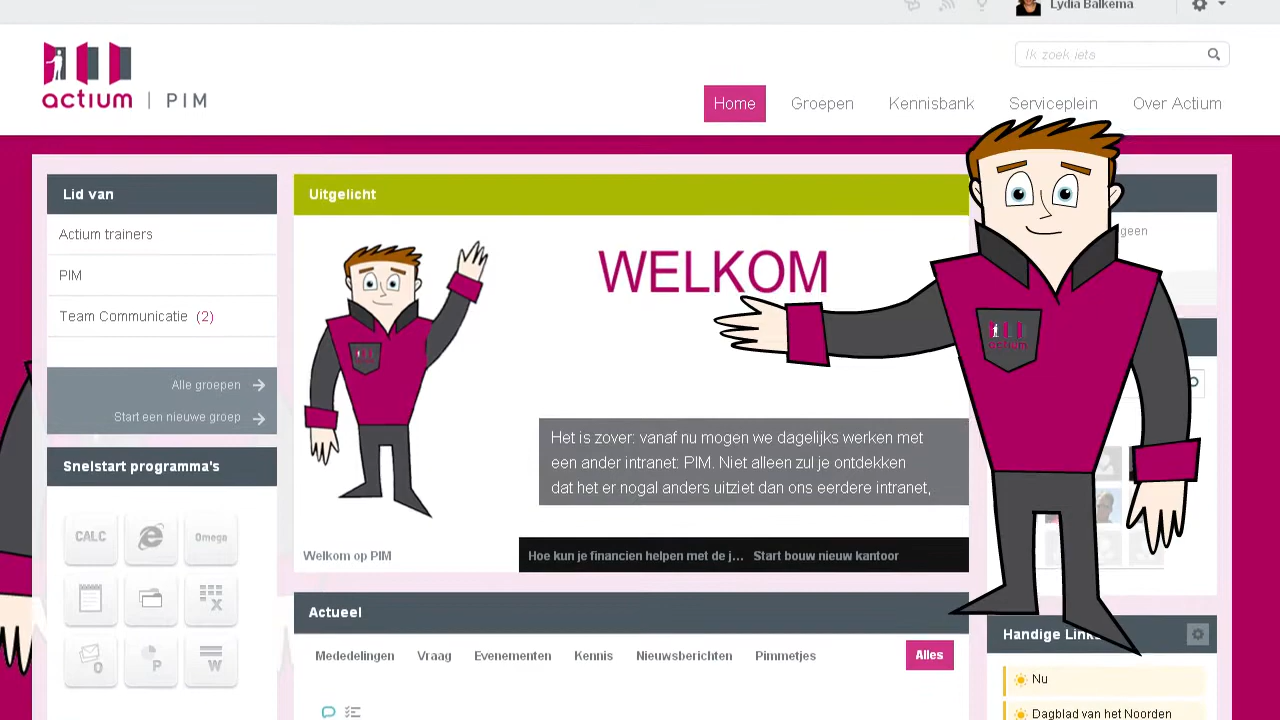 Lydia Balkema
actium | PIM
Ik zoek iets
Home Groepen Kennisbank Serviceplein Over Actium
Lid van
Actium trainers
PIM
Team Communicatie (2)
Alle groepen
Start een nieuwe groep
Snelstart programma's
CALC
Omega
X
O
P
W
Uitgelicht
WELKOM
actium
Het is zover: vanaf nu mogen we dagelijks werken met
een ander intranet: PIM. Niet alleen zul je ontdekken
dat het er nogal anders uitziet dan ons eerdere intranet,
Welkom op PIM
Hoe kun je financien helpen met de j... Start bouw nieuw kantoor
Actueel
Mededelingen Vraag Evenementen Kennis Nieuwsberichten Pimmetjes Alles
geen
Handige Links
Nu
Dagblad van het Noorden